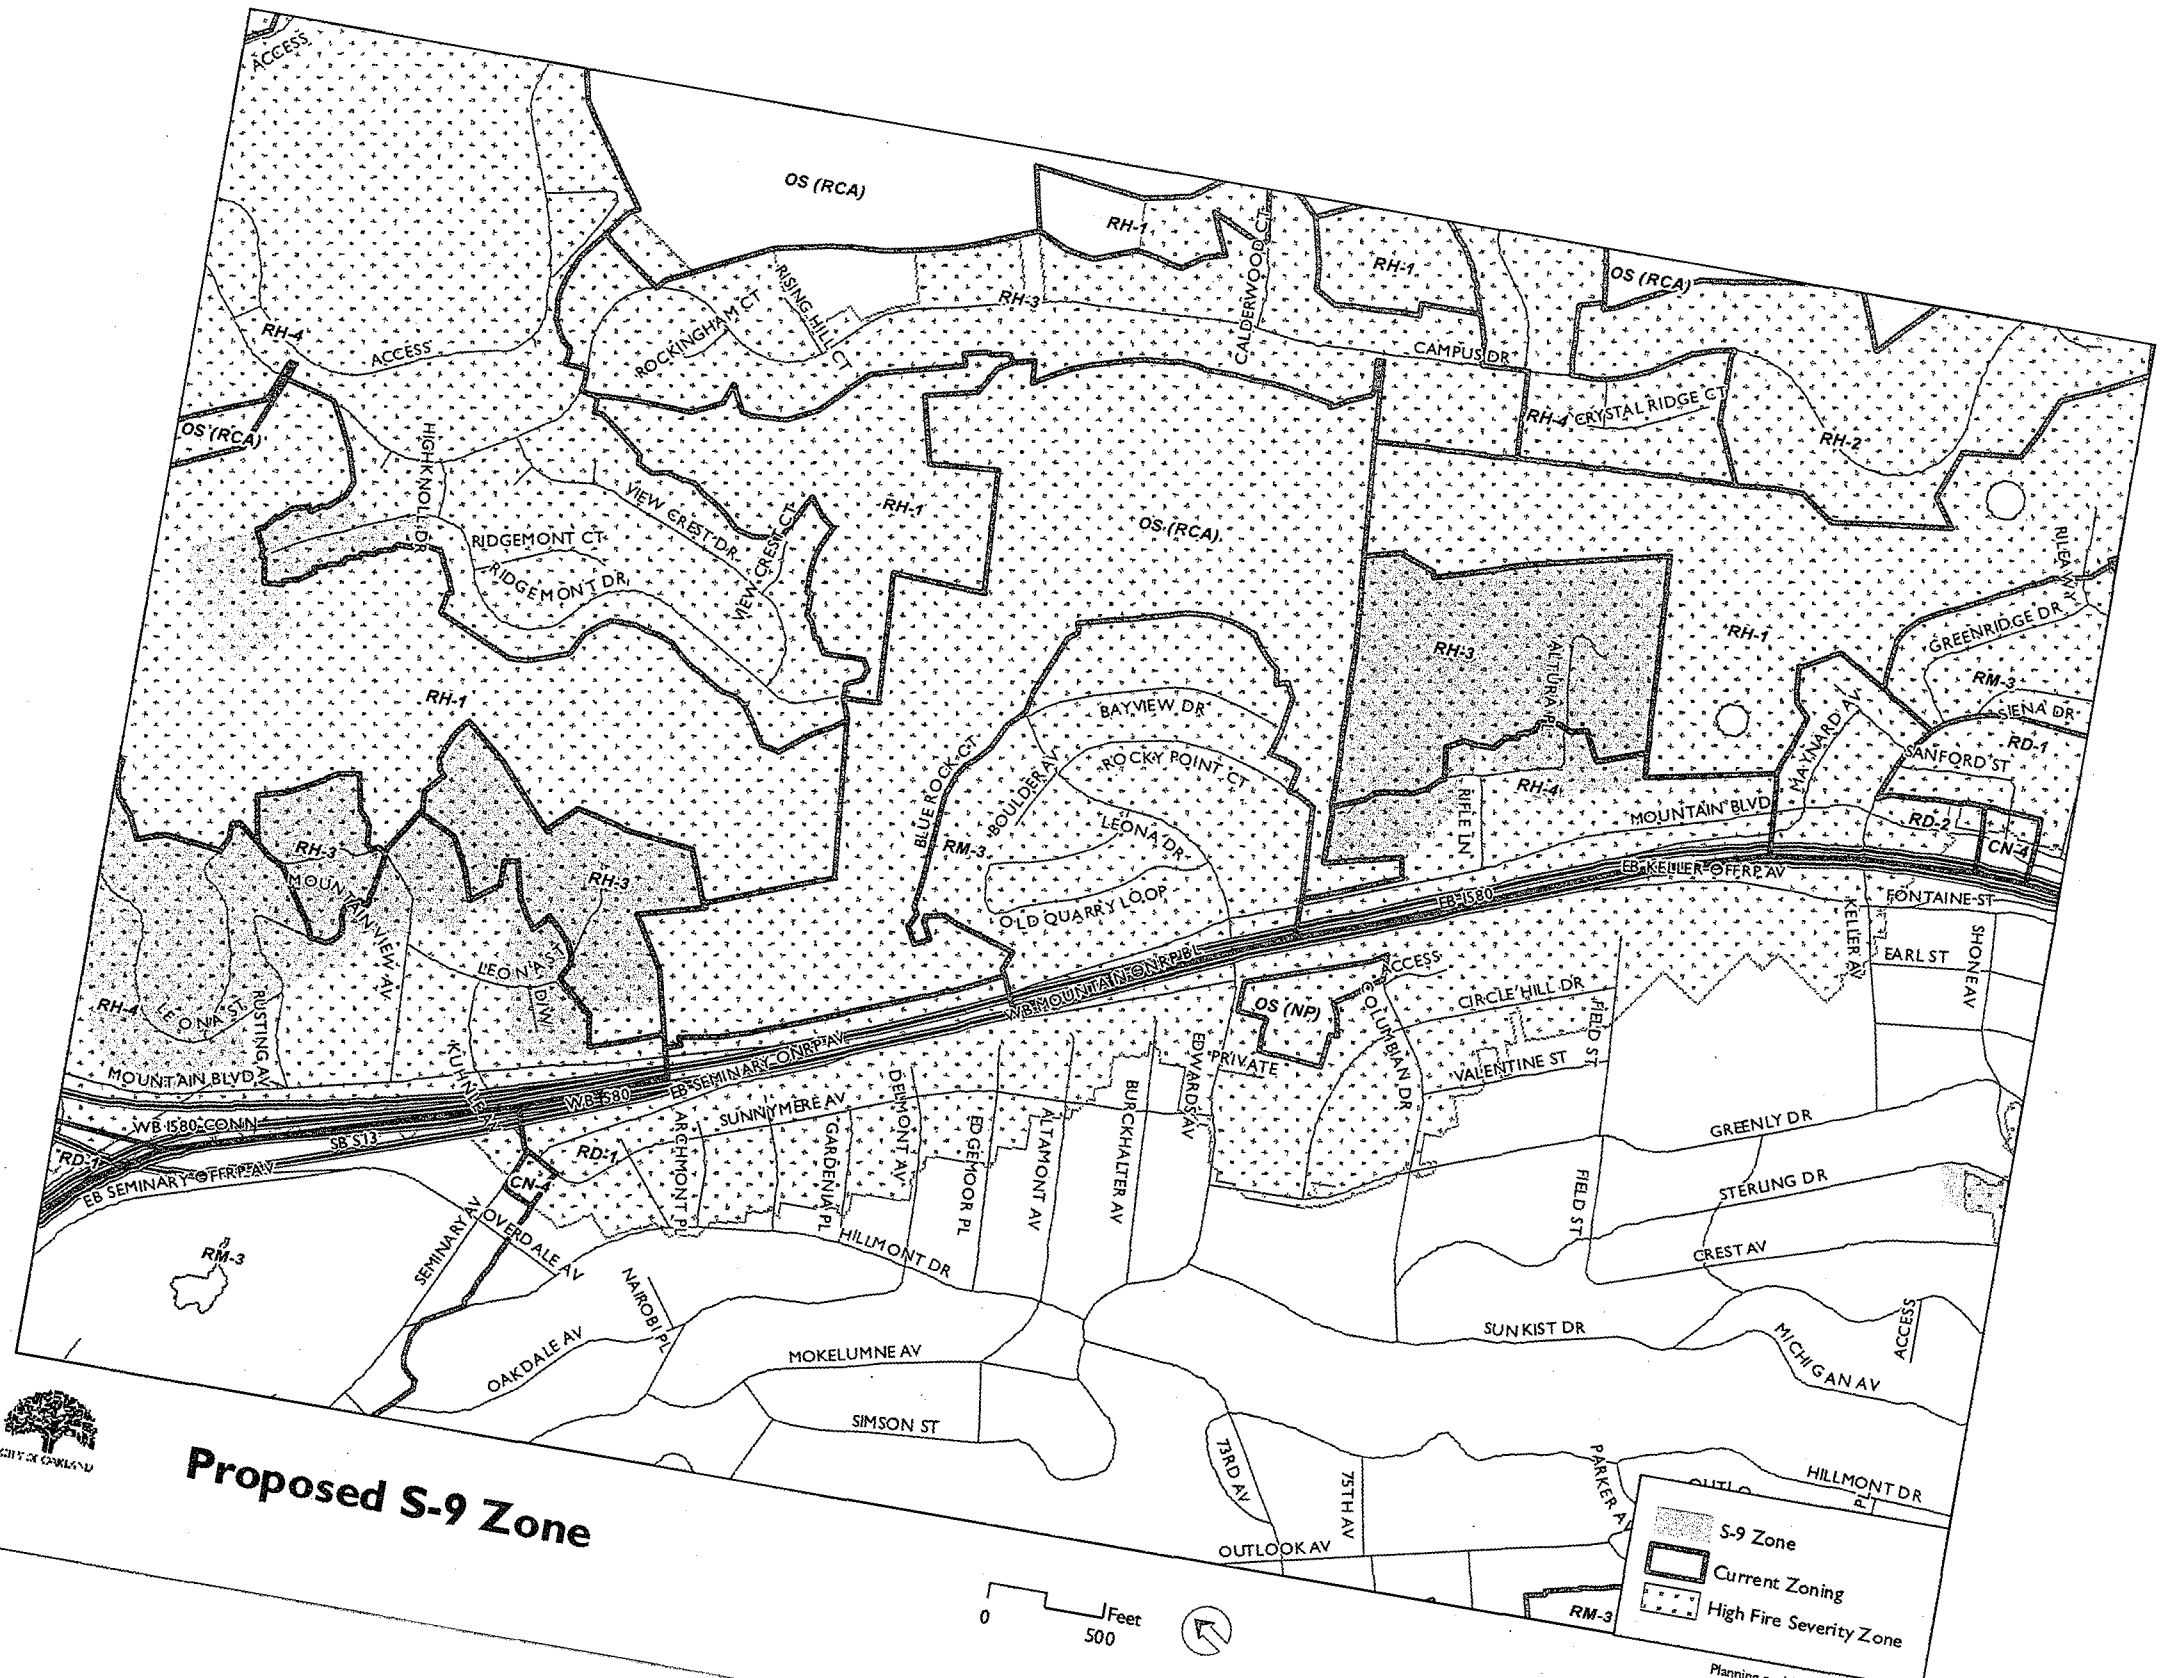 ACCESS
OS (RCA)
RH-1
CALDERWOOD CT
RH-1
OS (RCA)
RISING HILL CT
RH-3
ROCKINGHAM CT
RH-4
ACCESS
CAMPUS DR
RH-4
CRYSTAL RIDGE CT
OS (RCA)
HIGH KNOLL DR
RH-2
VIEW CREST DR
VIEW CREST CT
RH-1
OS (RCA)
RIDGEMONT CT
RIDGEMONT DR
RILEA WY
GREENRIDGE DR
RH-3
ALTURA PL
RH-1
RM-3
SIENA DR
RH-1
BAYVIEW DR
MAYNARD AV
RD-1
SANFORD ST
BLUE ROCK CT
BOULDER AV
ROCKY POINT CT
RIFLE LN
RH-4
MOUNTAIN BLVD
RD-2
CN-4
LEONA DR
RM-3
RH-3
MOUNTAIN VIEW AV
RH-3
EB KELLER OFFRP AV
EB I580
FONTAINE ST
OLD QUARRY LOOP
KELLER AV
SHONE AV
EARL ST
LEONA ST
DW
WB MOUNTAIN ONRP BL
ACCESS
OS (NP)
COLUMBIAN DR
CIRCLE HILL DR
FIELD ST
RH-4
LEONA ST
RUSTING AV
KUHNLE AV
EB SEMINARY ONRP AV
EDWARDS AV
PRIVATE
VALENTINE ST
MOUNTAIN BLVD
WB I580
WB I580 CONN
SB S13
SUNNYMERE AV
DELMONT AV
EDGEMOOR PL
ALTAMONT AV
BURCKHALTER AV
ARCHMONT PL
GARDENIA PL
GREENLY DR
RD-1
EB SEMINARY OFFRP AV
RD-1
CN-4
STERLING DR
FIELD ST
SEMINARY AV
OVERDALE AV
HILLMONT DR
CREST AV
RM-3
NAIROBI PL
SUNKIST DR
ACCESS
MICHIGAN AV
OAKDALE AV
MOKELUMNE AV
SIMSON ST
73RD AV
75TH AV
PARKER A
HILLMONT DR
PL
OUTLOOK AV
RM-3
CITY OF OAKLAND
Proposed S-9 Zone
0
500
Feet
S-9 Zone
Current Zoning
High Fire Severity Zone